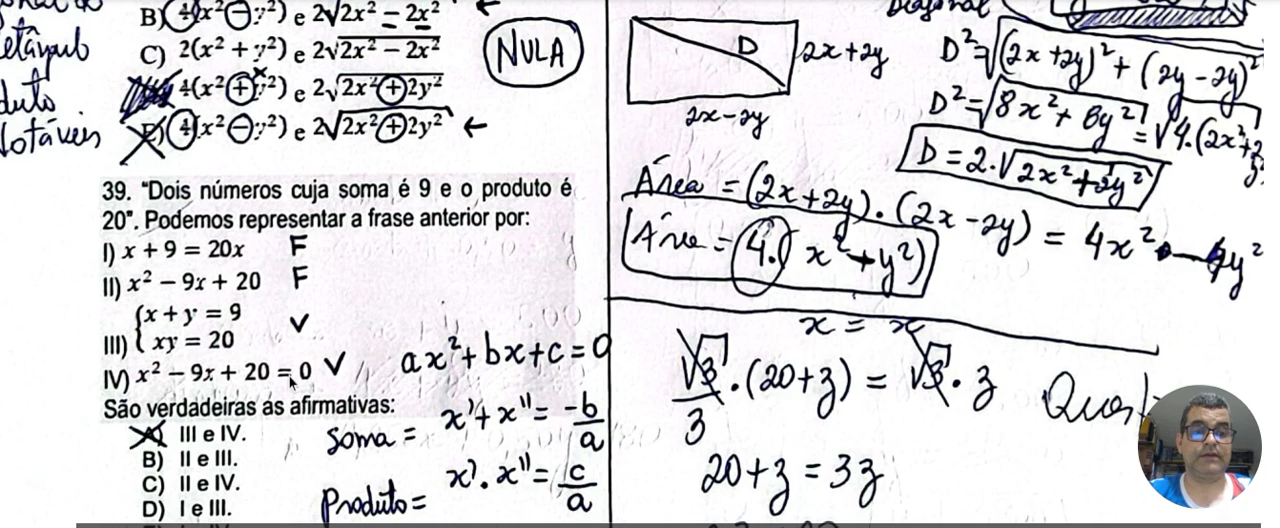 B) 4(x² − y²) e 2√2x² − 2x² ←
C) 2(x² + y²) e 2√2x² − 2x²
4(x² + y²) e 2√2x² + 2y²
E) 4(x² − y²) e 2√2x² + 2y² ←
NULA
39. "Dois números cuja soma é 9 e o produto é
20". Podemos representar a frase anterior por:
I) x + 9 = 20x F
II) x² − 9x + 20 F
III) { x + y = 9
xy = 20 V
IV) x² − 9x + 20 = 0 V
São verdadeiras as afirmativas:
A) III e IV.
B) II e III.
C) II e IV.
D) I e III.
ax² + bx + c = 0
soma = x' + x'' = -b/a
Produto = x' . x'' = c/a
D
2x + 2y
2x − 2y
D² = √(2x + 2y)² + (2y − 2y)²
D² = √8x² + 8y² = √4.(2x² + 2
D = 2.√2x² + 2y²
Área = (2x + 2y) . (2x − 2y) = 4x² − 4y²
Área = 4.( x² + y²)
x = x
√3/3 . (20 + z) = √3 . z
20 + z = 3z